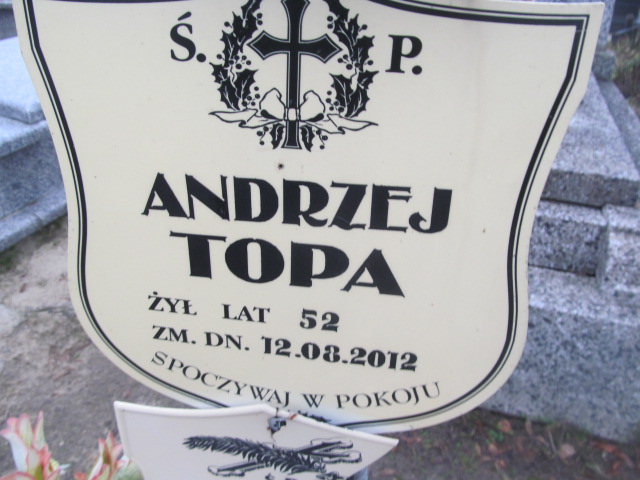 Ś. P.
ANDRZEJ
TOPA
ŻYŁ LAT 52
ZM. DN. 12.08.2012
SPOCZYWAJ W POKOJU